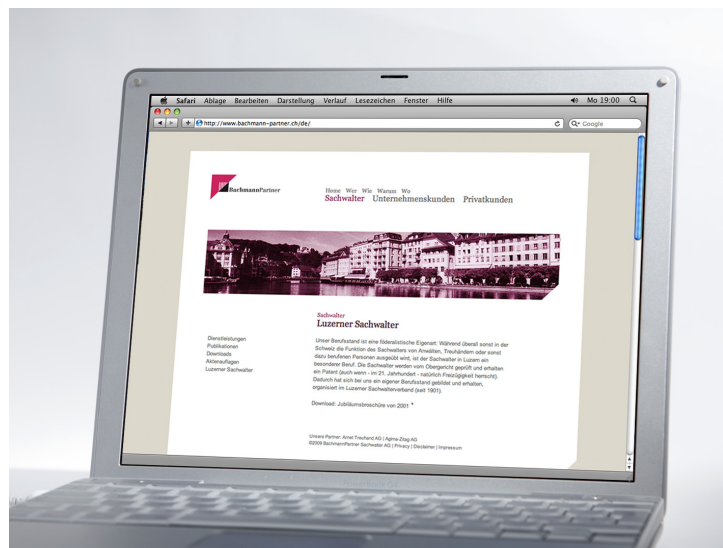 Safari Ablage Bearbeiten Darstellung Verlauf Lesezeichen Fenster Hilfe Mo 19:00
http://www.bachmann-partner.ch/de/ Google
BachmannPartner
Home Wer Wie Warum Wo
Sachwalter Unternehmenskunden Privatkunden
Sachwalter
Luzerner Sachwalter
Dienstleistungen
Publikationen
Downloads
Aktenauflagen
Luzerner Sachwalter
Unser Berufsstand ist eine föderalistische Eigenart. Während überall sonst in der
Schweiz die Funktion des Sachwalters von Anwälten, Treuhändern oder sonst
dazu berufenen Personen ausgeübt wird, ist der Sachwalter in Luzern ein
besonderer Beruf. Die Sachwalter werden vom Obergericht geprüft und erhalten
ein Patent (auch wenn - im 21. Jahrhundert - natürlich Freizügigkeit herrscht).
Dadurch hat sich bei uns ein eigener Berufsstand gebildet und erhalten,
organisiert im Luzerner Sachwalterverband (seit 1901).
Download: Jubiläumsbroschüre von 2001
Unsere Partner: Arnet Treuhand AG | Agma-Ztag AG
©2009 BachmannPartner Sachwalter AG | Privacy | Disclaimer | Impressum